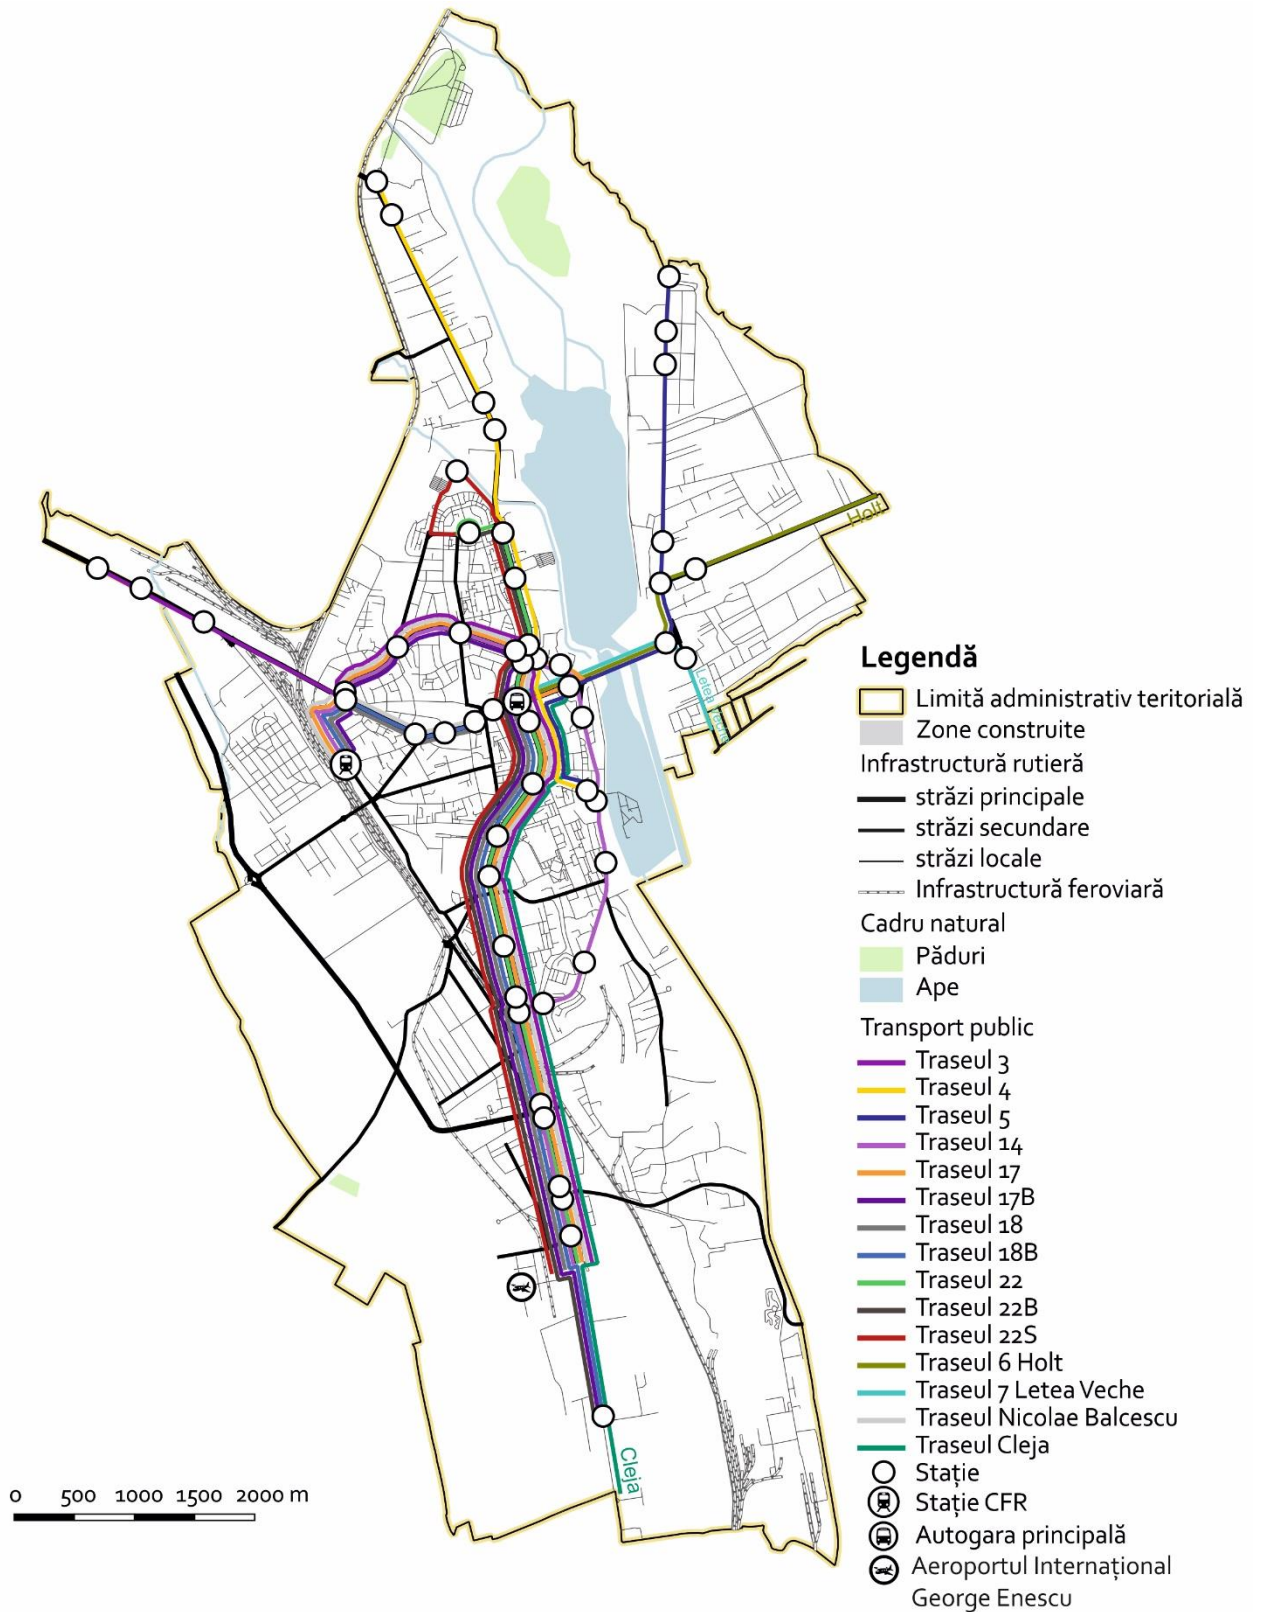 Holt
Letea Veche
Cleja
0 500 1000 1500 2000 m
Legendă
Limită administrativ teritorială
Zone construite
Infrastructură rutieră
străzi principale
străzi secundare
străzi locale
Infrastructură feroviară
Cadru natural
Păduri
Ape
Transport public
Traseul 3
Traseul 4
Traseul 5
Traseul 14
Traseul 17
Traseul 17B
Traseul 18
Traseul 18B
Traseul 22
Traseul 22B
Traseul 22S
Traseul 6 Holt
Traseul 7 Letea Veche
Traseul Nicolae Balcescu
Traseul Cleja
Stație
Stație CFR
Autogara principală
Aeroportul Internațional
George Enescu